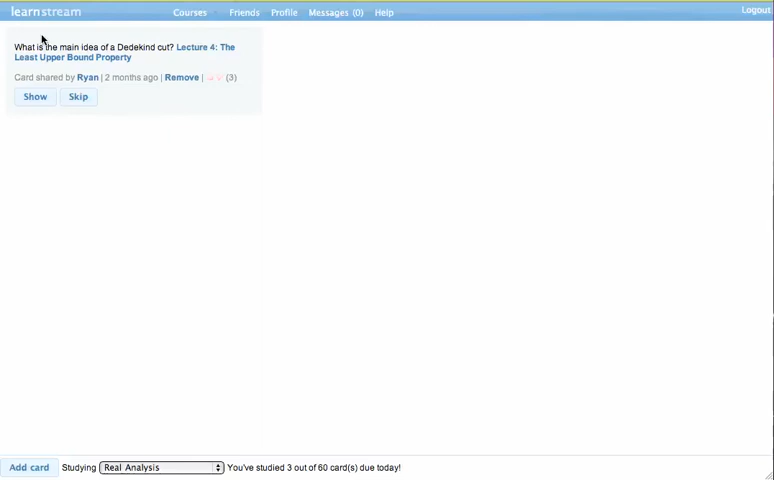 learnstream Courses Friends Profile Messages (0) Help Logout
What is the main idea of a Dedekind cut? Lecture 4: The
Least Upper Bound Property
Card shared by Ryan | 2 months ago | Remove | (3)
Show Skip
Add card Studying Real Analysis You've studied 3 out of 60 card(s) due today!